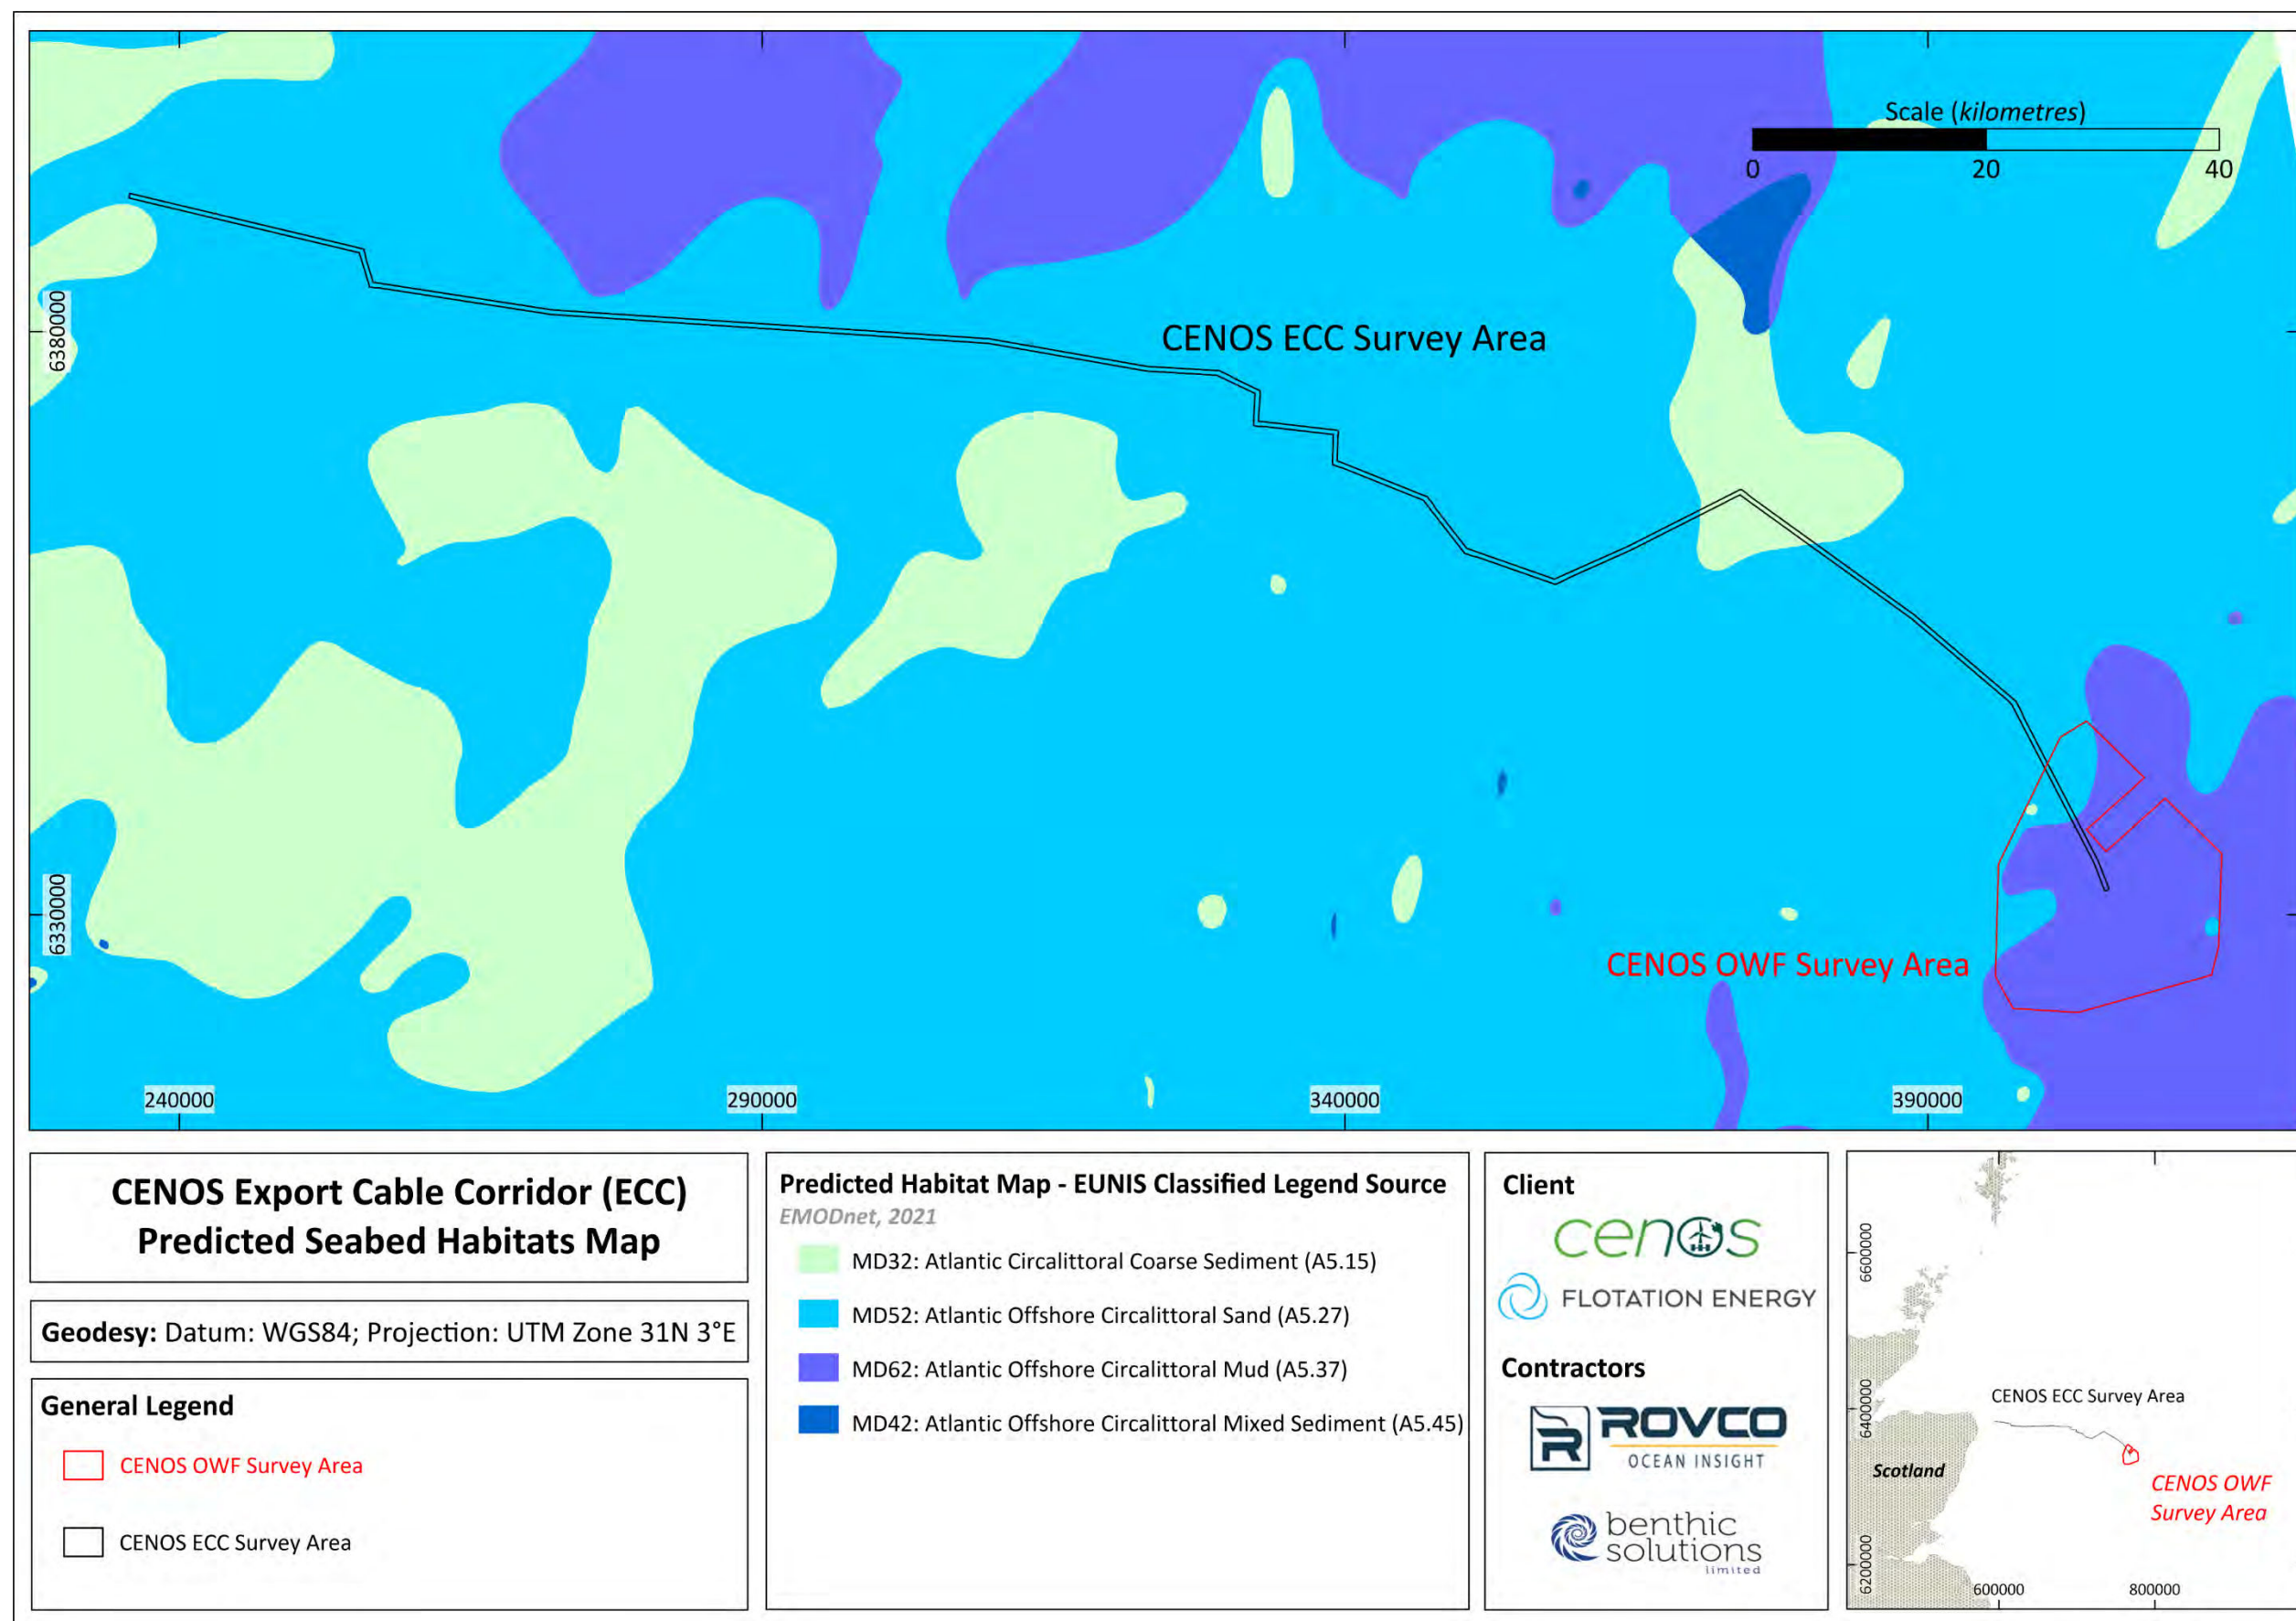 Scale (kilometres)
0 20 40
CENOS ECC Survey Area
CENOS OWF Survey Area
6380000
6330000
240000 290000 340000 390000
CENOS Export Cable Corridor (ECC)
Predicted Seabed Habitats Map
Geodesy: Datum: WGS84; Projection: UTM Zone 31N 3°E
General Legend
CENOS OWF Survey Area
CENOS ECC Survey Area
Predicted Habitat Map - EUNIS Classified Legend Source
EMODnet, 2021
MD32: Atlantic Circalittoral Coarse Sediment (A5.15)
MD52: Atlantic Offshore Circalittoral Sand (A5.27)
MD62: Atlantic Offshore Circalittoral Mud (A5.37)
MD42: Atlantic Offshore Circalittoral Mixed Sediment (A5.45)
Client
cenos
FLOTATION ENERGY
Contractors
R ROVCO
OCEAN INSIGHT
benthic
solutions
limited
6600000
6400000
6200000
CENOS ECC Survey Area
Scotland
CENOS OWF
Survey Area
600000 800000